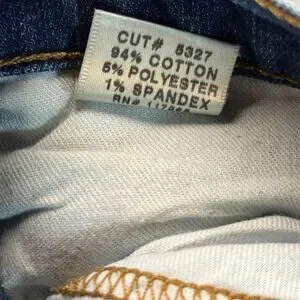 CUT# 5327
94% COTTON
5% POLYESTER
1% SPANDEX
RN#